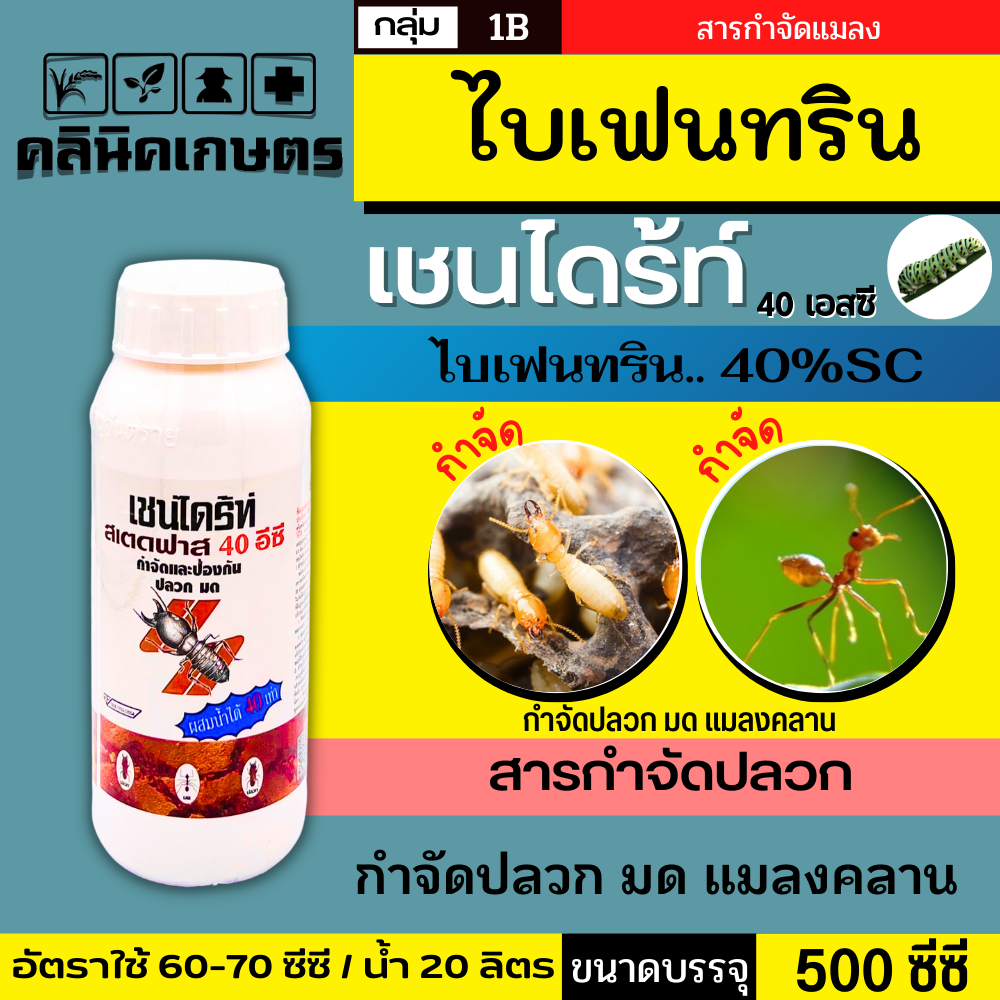 กลุ่ม 1B สารกำจัดแมลง
คลินิคเกษตร
ไบเฟนทริน
เชนไดร้ท์
40 เอสซี
ไบเฟนทริน.. 40%SC
กำจัด
กำจัด
เชนไดร้ท์
สเตดฟาส 40 อีซี
กำจัดและป้องกัน
ปลวก มด
ผสมน้ำได้ 40 เท่า
มด
กำจัดปลวก มด แมลงคลาน
สารกำจัดปลวก
กำจัดปลวก มด แมลงคลาน
อัตราใช้ 60-70 ซีซี / น้ำ 20 ลิตร
ขนาดบรรจุ 500 ซีซี